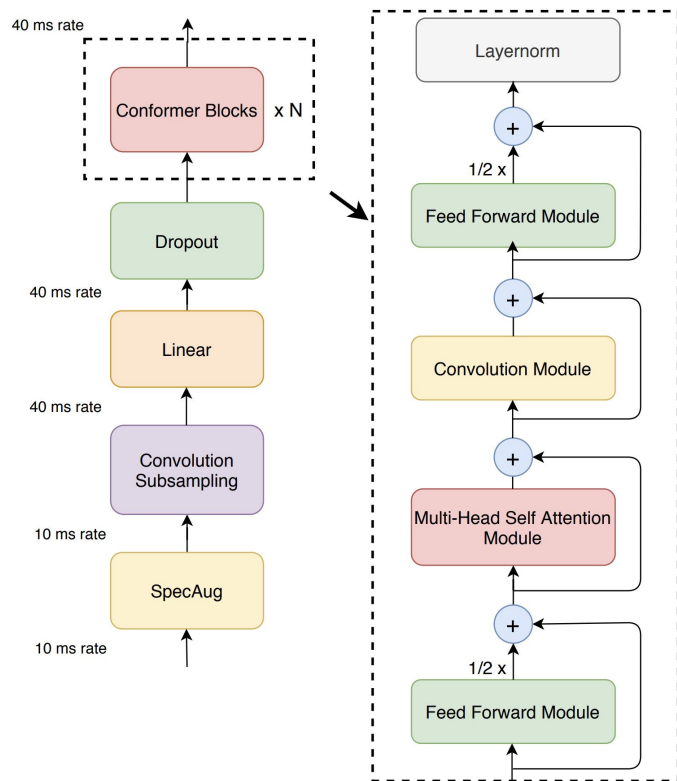 40 ms rate
Conformer Blocks
x N
Dropout
40 ms rate
Linear
40 ms rate
Convolution
Subsampling
10 ms rate
SpecAug
10 ms rate
Layernorm
+
1/2 x
Feed Forward Module
+
Convolution Module
+
Multi-Head Self Attention
Module
+
1/2 x
Feed Forward Module